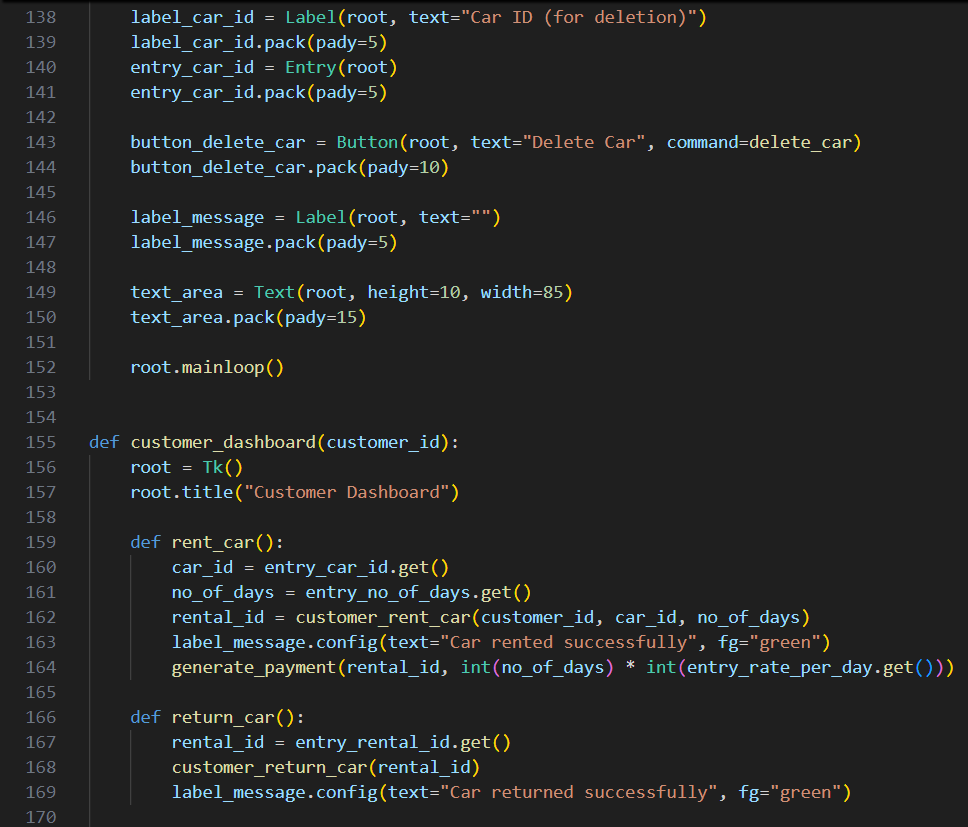 138 label_car_id = Label(root, text="Car ID (for deletion)")
139 label_car_id.pack(pady=5)
140 entry_car_id = Entry(root)
141 entry_car_id.pack(pady=5)
142
143 button_delete_car = Button(root, text="Delete Car", command=delete_car)
144 button_delete_car.pack(pady=10)
145
146 label_message = Label(root, text="")
147 label_message.pack(pady=5)
148
149 text_area = Text(root, height=10, width=85)
150 text_area.pack(pady=15)
151
152 root.mainloop()
153
154
155 def customer_dashboard(customer_id):
156 root = Tk()
157 root.title("Customer Dashboard")
158
159 def rent_car():
160 car_id = entry_car_id.get()
161 no_of_days = entry_no_of_days.get()
162 rental_id = customer_rent_car(customer_id, car_id, no_of_days)
163 label_message.config(text="Car rented successfully", fg="green")
164 generate_payment(rental_id, int(no_of_days) * int(entry_rate_per_day.get()))
165
166 def return_car():
167 rental_id = entry_rental_id.get()
168 customer_return_car(rental_id)
169 label_message.config(text="Car returned successfully", fg="green")
170